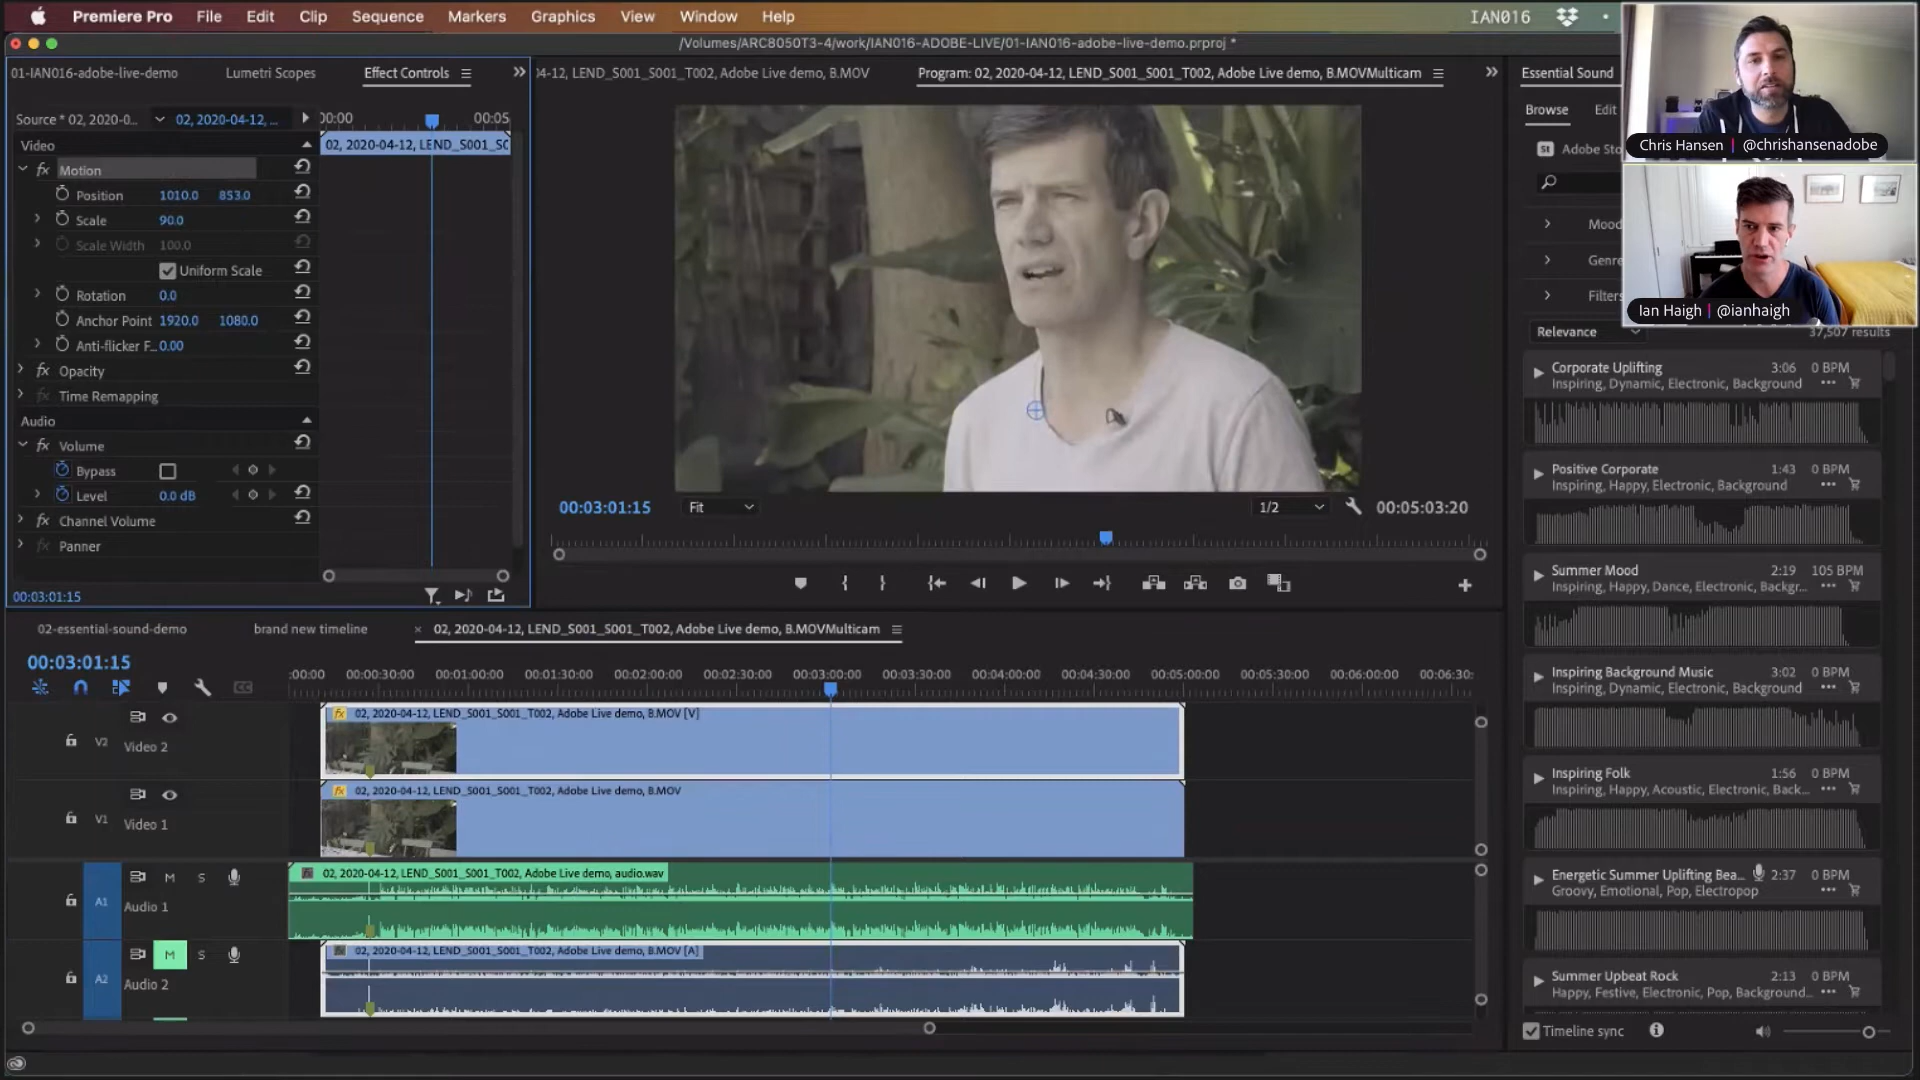 Premiere Pro File Edit Clip Sequence Markers Graphics View Window Help IAN016
/Volumes/ARC8050T3-4/work/IAN016-ADOBE-LIVE/01-IAN016-adobe-live-demo.prproj *
01-IAN016-adobe-live-demo Lumetri Scopes Effect Controls
Source * 02, 2020-0... 02, 2020-04-12, ... :00:00 00:05
02, 2020-04-12, LEND_S001_SC
Video
fx Motion
Position 1010.0 853.0
Scale 90.0
Scale Width 100.0
Uniform Scale
Rotation 0.0
Anchor Point 1920.0 1080.0
Anti-flicker F... 0.00
fx Opacity
fx Time Remapping
Audio
fx Volume
Bypass
Level 0.0 dB
fx Channel Volume
fx Panner
00:03:01:15
04-12, LEND_S001_S001_T002, Adobe Live demo, B.MOV
Program: 02, 2020-04-12, LEND_S001_S001_T002, Adobe Live demo, B.MOVMulticam
00:03:01:15 Fit 1/2 00:05:03:20
Essential Sound
Browse Edit
St Adobe Sto
Mood
Genre
Filters
Relevance 37,507 results
Chris Hansen | @chrishansenadobe
Ian Haigh | @ianhaigh
Corporate Uplifting 3:06 0 BPM
Inspiring, Dynamic, Electronic, Background
Positive Corporate 1:43 0 BPM
Inspiring, Happy, Electronic, Background
Summer Mood 2:19 105 BPM
Inspiring, Happy, Dance, Electronic, Backgr...
Inspiring Background Music 3:02 0 BPM
Inspiring, Dynamic, Electronic, Background
Inspiring Folk 1:56 0 BPM
Inspiring, Happy, Acoustic, Electronic, Back...
Energetic Summer Uplifting Bea... 2:37 0 BPM
Groovy, Emotional, Pop, Electropop
Summer Upbeat Rock 2:13 0 BPM
Happy, Festive, Electronic, Pop, Background...
Timeline sync
02-essential-sound-demo brand new timeline × 02, 2020-04-12, LEND_S001_S001_T002, Adobe Live demo, B.MOVMulticam
00:03:01:15
:00:00 00:00:30:00 00:01:00:00 00:01:30:00 00:02:00:00 00:02:30:00 00:03:00:00 00:03:30:00 00:04:00:00 00:04:30:00 00:05:00:00 00:05:30:00 00:06:00:00 00:06:30:
V2 Video 2
fx 02, 2020-04-12, LEND_S001_S001_T002, Adobe Live demo, B.MOV [V]
V1 Video 1
fx 02, 2020-04-12, LEND_S001_S001_T002, Adobe Live demo, B.MOV
A1 M S Audio 1
fx 02, 2020-04-12, LEND_S001_S001_T002, Adobe Live demo, audio.wav
A2 M S Audio 2
fx 02, 2020-04-12, LEND_S001_S001_T002, Adobe Live demo, B.MOV [A]